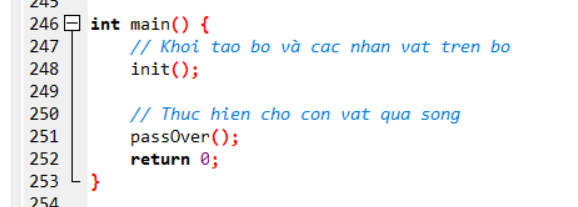 245
246 int main() {
247 // Khoi tao bo và cac nhan vat tren bo
248 init();
249
250 // Thuc hien cho con vat qua song
251 passOver();
252 return 0;
253 }
254